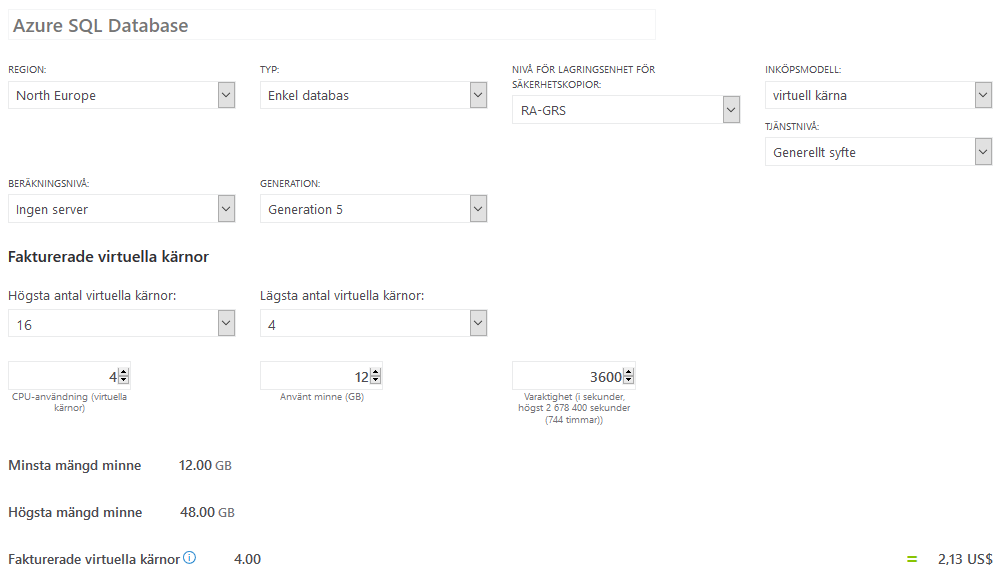 Azure SQL Database
REGION:
TYP:
NIVÅ FÖR LAGRINGSENHET FÖR
SÄKERHETSKOPIOR:
INKÖPSMODELL:
North Europe
Enkel databas
RA-GRS
virtuell kärna
TJÄNSTNIVÅ:
Generellt syfte
BERÄKNINGSNIVÅ:
GENERATION:
Ingen server
Generation 5
Fakturerade virtuella kärnor
Högsta antal virtuella kärnor:
Lägsta antal virtuella kärnor:
16
4
4
12
3600
CPU-användning (virtuella
kärnor)
Använt minne (GB)
Varaktighet (i sekunder,
högst 2 678 400 sekunder
(744 timmar))
Minsta mängd minne 12.00 GB
Högsta mängd minne 48.00 GB
Fakturerade virtuella kärnor 4.00 = 2,13 US$